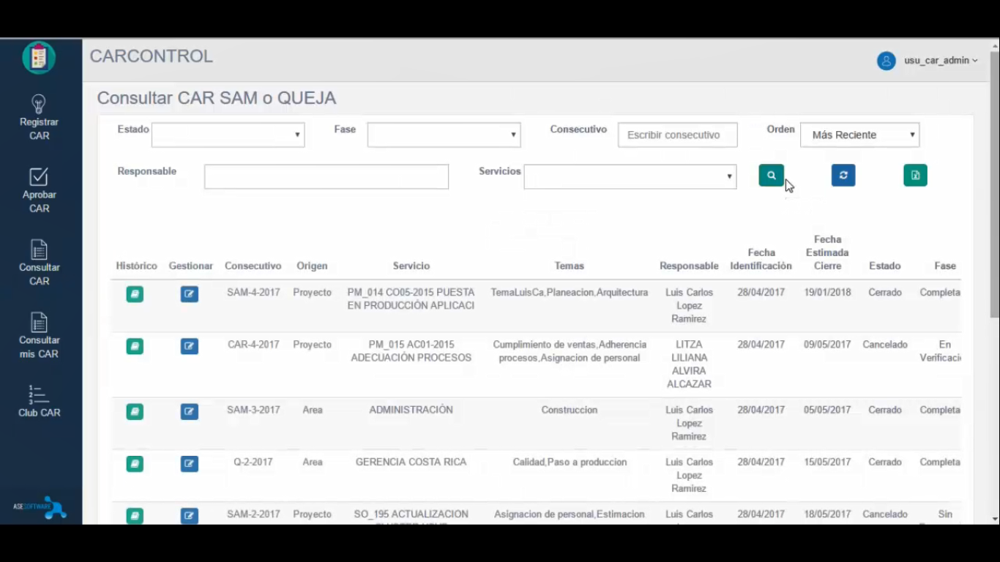 CARCONTROL
usu_car_admin
Registrar
CAR
Aprobar
CAR
Consultar
CAR
Consultar
mis CAR
1
2
3
Club CAR
ASESOFTWARE
Consultar CAR SAM o QUEJA
Estado
Fase
Consecutivo
Escribir consecutivo
Orden
Más Reciente
Responsable
Servicios
Histórico Gestionar Consecutivo Origen Servicio Temas Responsable Fecha Identificación Fecha Estimada Cierre Estado Fase
SAM-4-2017 Proyecto PM_014 CO05-2015 PUESTA EN PRODUCCIÓN APLICACI TemaLuisCa,Planeacion,Arquitectura Luis Carlos Lopez Ramirez 28/04/2017 19/01/2018 Cerrado Completa
CAR-4-2017 Proyecto PM_015 AC01-2015 ADECUACIÓN PROCESOS Cumplimiento de ventas,Adherencia procesos,Asignacion de personal LITZA LILIANA ALVIRA ALCAZAR 28/04/2017 09/05/2017 Cancelado En Verificaci
SAM-3-2017 Area ADMINISTRACIÓN Construccion Luis Carlos Lopez Ramirez 28/04/2017 05/05/2017 Cerrado Completa
Q-2-2017 Area GERENCIA COSTA RICA Calidad,Paso a produccion Luis Carlos Lopez Ramirez 28/04/2017 15/05/2017 Cerrado Completa
SAM-2-2017 Proyecto SO_195 ACTUALIZACION Asignacion de personal,Estimacion Luis Carlos 28/04/2017 18/05/2017 Cancelado Sin